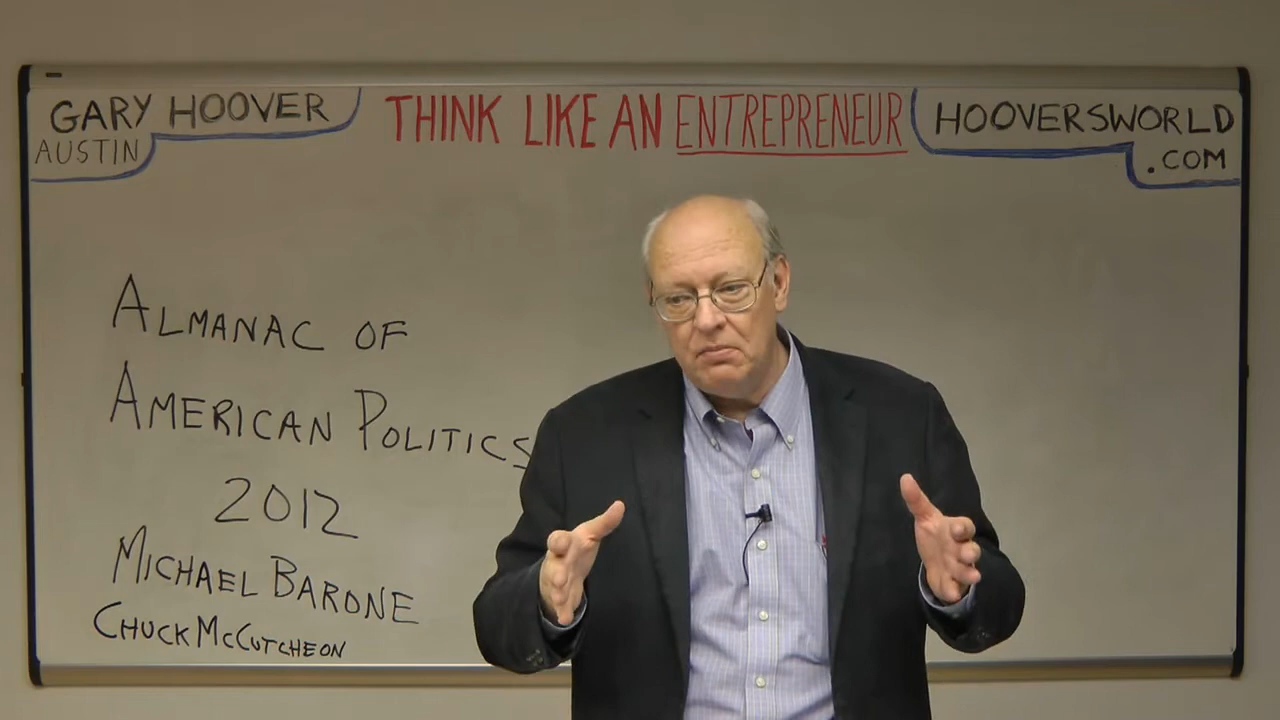 GARY HOOVER
AUSTIN
THINK LIKE AN ENTREPRENEUR
HOOVERSWORLD
.COM
ALMANAC OF
AMERICAN POLITICS
2012
MICHAEL BARONE
CHUCK MCCUTCHEON